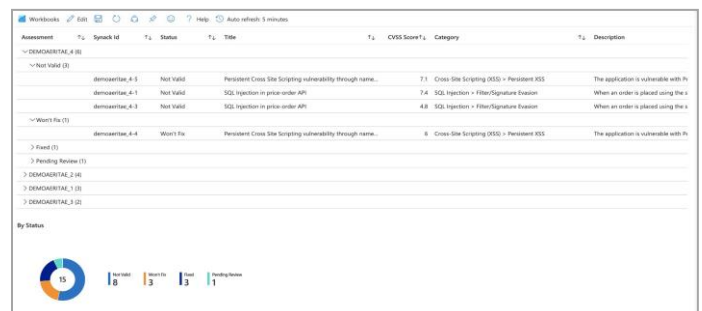 Workbooks Edit ? Help Auto refresh: 5 minutes
Assessment Synack Id Status Title CVSS Score Category Description
DEMOAERITAE_4 (6)
Not Valid (3)
demoaeritae_4-5 Not Valid Persistent Cross Site Scripting vulnerability through name... 7.1 Cross-Site Scripting (XSS) > Persistent XSS The application is vulnerable with Pe
demoaeritae_4-1 Not Valid SQL Injection in price-order API 7.4 SQL Injection > Filter/Signature Evasion When an order is placed using the s
demoaeritae_4-3 Not Valid SQL Injection in price-order API 4.8 SQL Injection > Filter/Signature Evasion When an order is placed using the s
Won't Fix (1)
demoaeritae_4-4 Won't Fix Persistent Cross Site Scripting vulnerability through name... 6 Cross-Site Scripting (XSS) > Persistent XSS The application is vulnerable with Pe
Fixed (1)
Pending Review (1)
DEMOAERITAE_2 (4)
DEMOAERITAE_1 (3)
DEMOAERITAE_3 (2)
By Status
15
Not Valid Won't Fix Fixed Pending Review
8 3 3 1